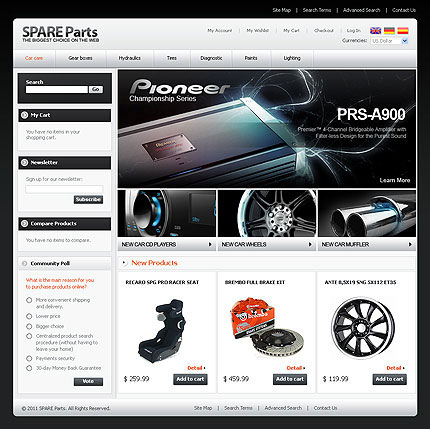 Site Map | Search Terms | Advanced Search | Contact Us
SPARE Parts
THE BIGGEST CHOICE ON THE WEB
My Account | My Wishlist | My Cart | Checkout | Log In
Currencies: US Dollar
Car care
Gear boxes
Hydraulics
Tires
Diagnostic
Paints
Lighting
Search
Go
My Cart
You have no items in your
shopping cart.
Newsletter
Sign up for our newsletter:
Subscribe
Compare Products
You have no items to compare.
Community Poll
What is the main reason for you
to purchase products online?
More convenient shipping
and delivery.
Lower price
Bigger choice
Centralized product search
procedure (without having to
leave your home)
Payments security
30-day Money Back Guarantee
Vote
Pioneer
Championship Series
PRS-A900
Premier™ 4-Channel Bridgeable Amplifier with
Filter-less Design for the Purest Sound
Learn More
NEW CAR CD PLAYERS
NEW CAR WHEELS
NEW CAR MUFFLER
New Products
RECARO SPG PRO RACER SEAT
Detail
$ 259.99
Add to cart
BREMBO FULL BRAKE KIT
Detail
$ 459.99
Add to cart
ANTE 8,5X19 5/4G 5X112 ET35
Detail
$ 119.99
Add to cart
© 2011 SPARE Parts. All Rights Reserved.
Site Map | Search Terms | Advanced Search | Contact Us